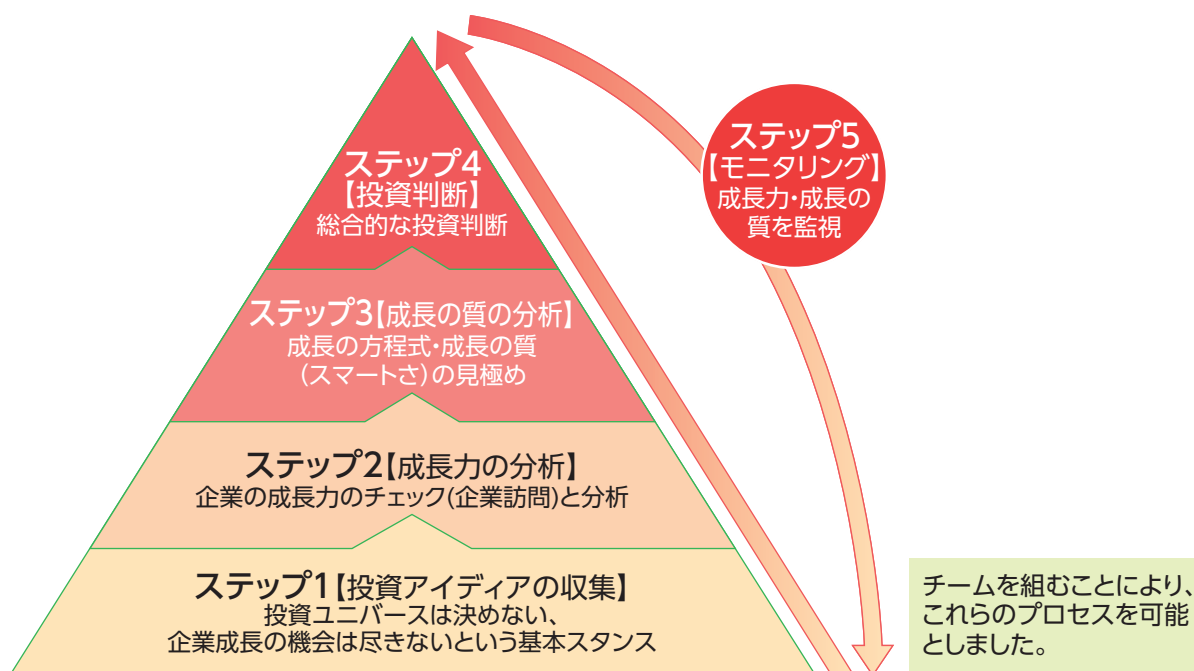 ステップ4
【投資判断】
総合的な投資判断
ステップ5
【モニタリング】
成長力・成長の
質を監視
ステップ3【成長の質の分析】
成長の方程式・成長の質
(スマートさ)の見極め
ステップ2【成長力の分析】
企業の成長力のチェック(企業訪問)と分析
ステップ1【投資アイディアの収集】
投資ユニバースは決めない、
企業成長の機会は尽きないという基本スタンス
チームを組むことにより、
これらのプロセスを可能
としました。